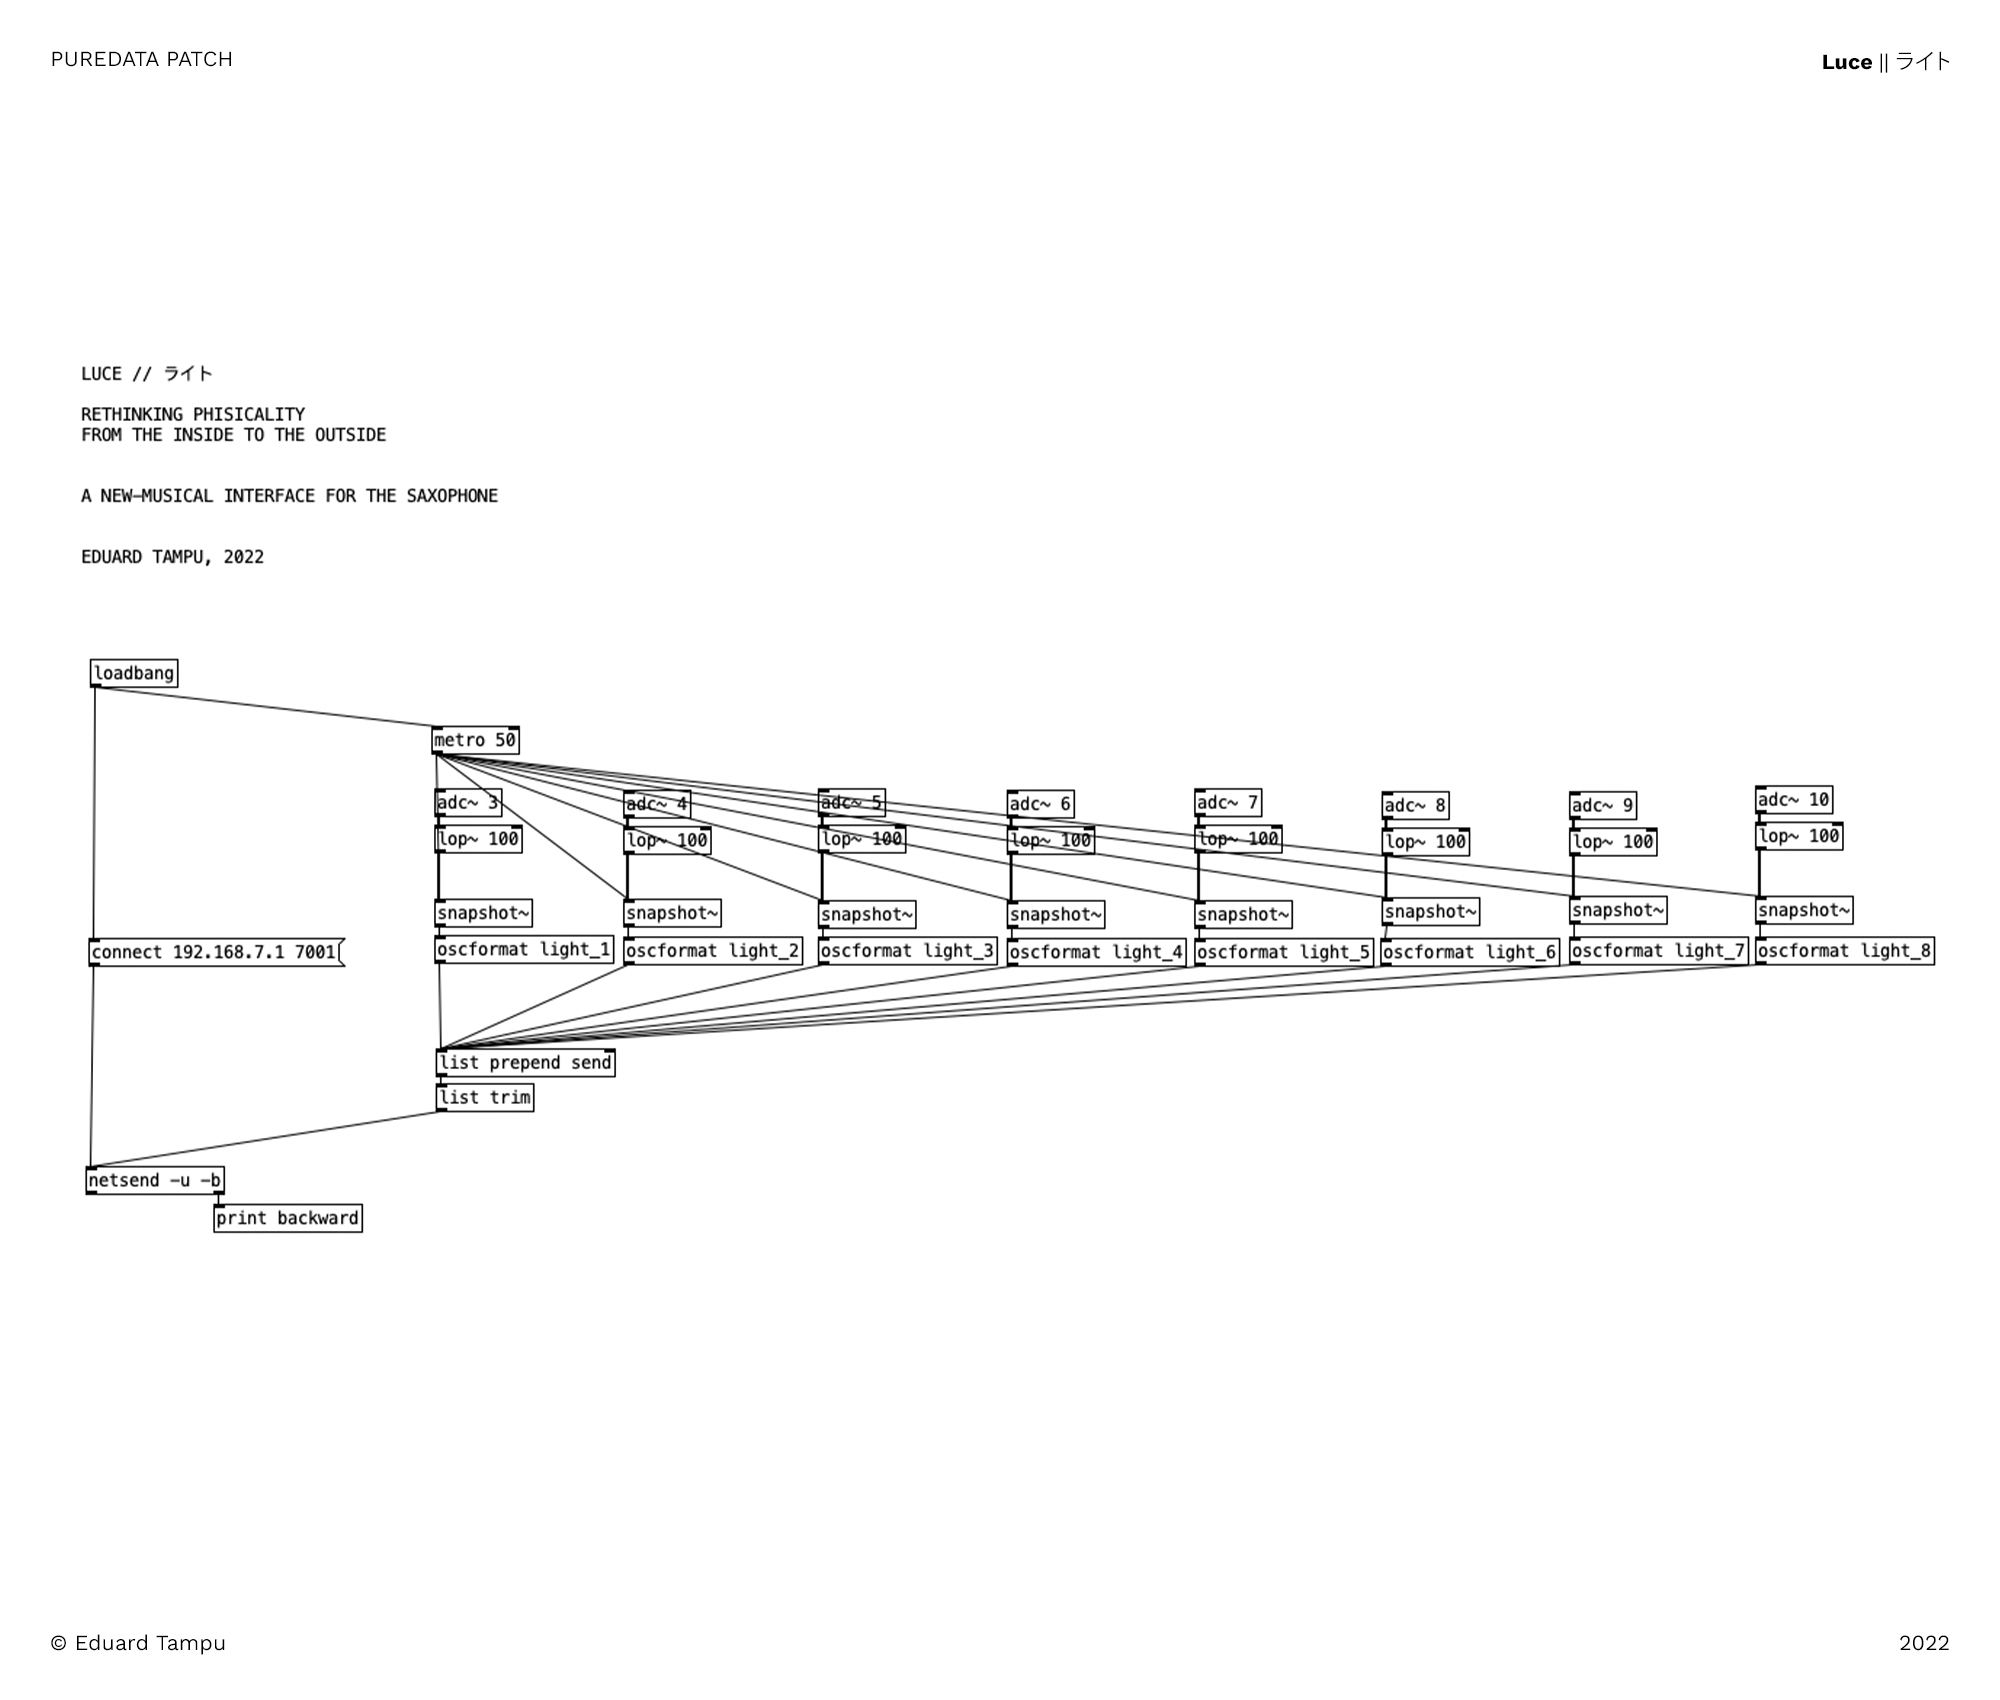 PUREDATA PATCH
Luce || ライト
LUCE // ライト
RETHINKING PHISICALITY
FROM THE INSIDE TO THE OUTSIDE
A NEW–MUSICAL INTERFACE FOR THE SAXOPHONE
EDUARD TAMPU, 2022
loadbang
metro 50
adc~ 3
adc~ 4
adc~ 5
adc~ 6
adc~ 7
adc~ 8
adc~ 9
adc~ 10
lop~ 100
lop~ 100
lop~ 100
lop~ 100
lop~ 100
lop~ 100
lop~ 100
lop~ 100
snapshot~
snapshot~
snapshot~
snapshot~
snapshot~
snapshot~
snapshot~
snapshot~
connect 192.168.7.1 7001
oscformat light_1
oscformat light_2
oscformat light_3
oscformat light_4
oscformat light_5
oscformat light_6
oscformat light_7
oscformat light_8
list prepend send
list trim
netsend –u –b
print backward
© Eduard Tampu
2022